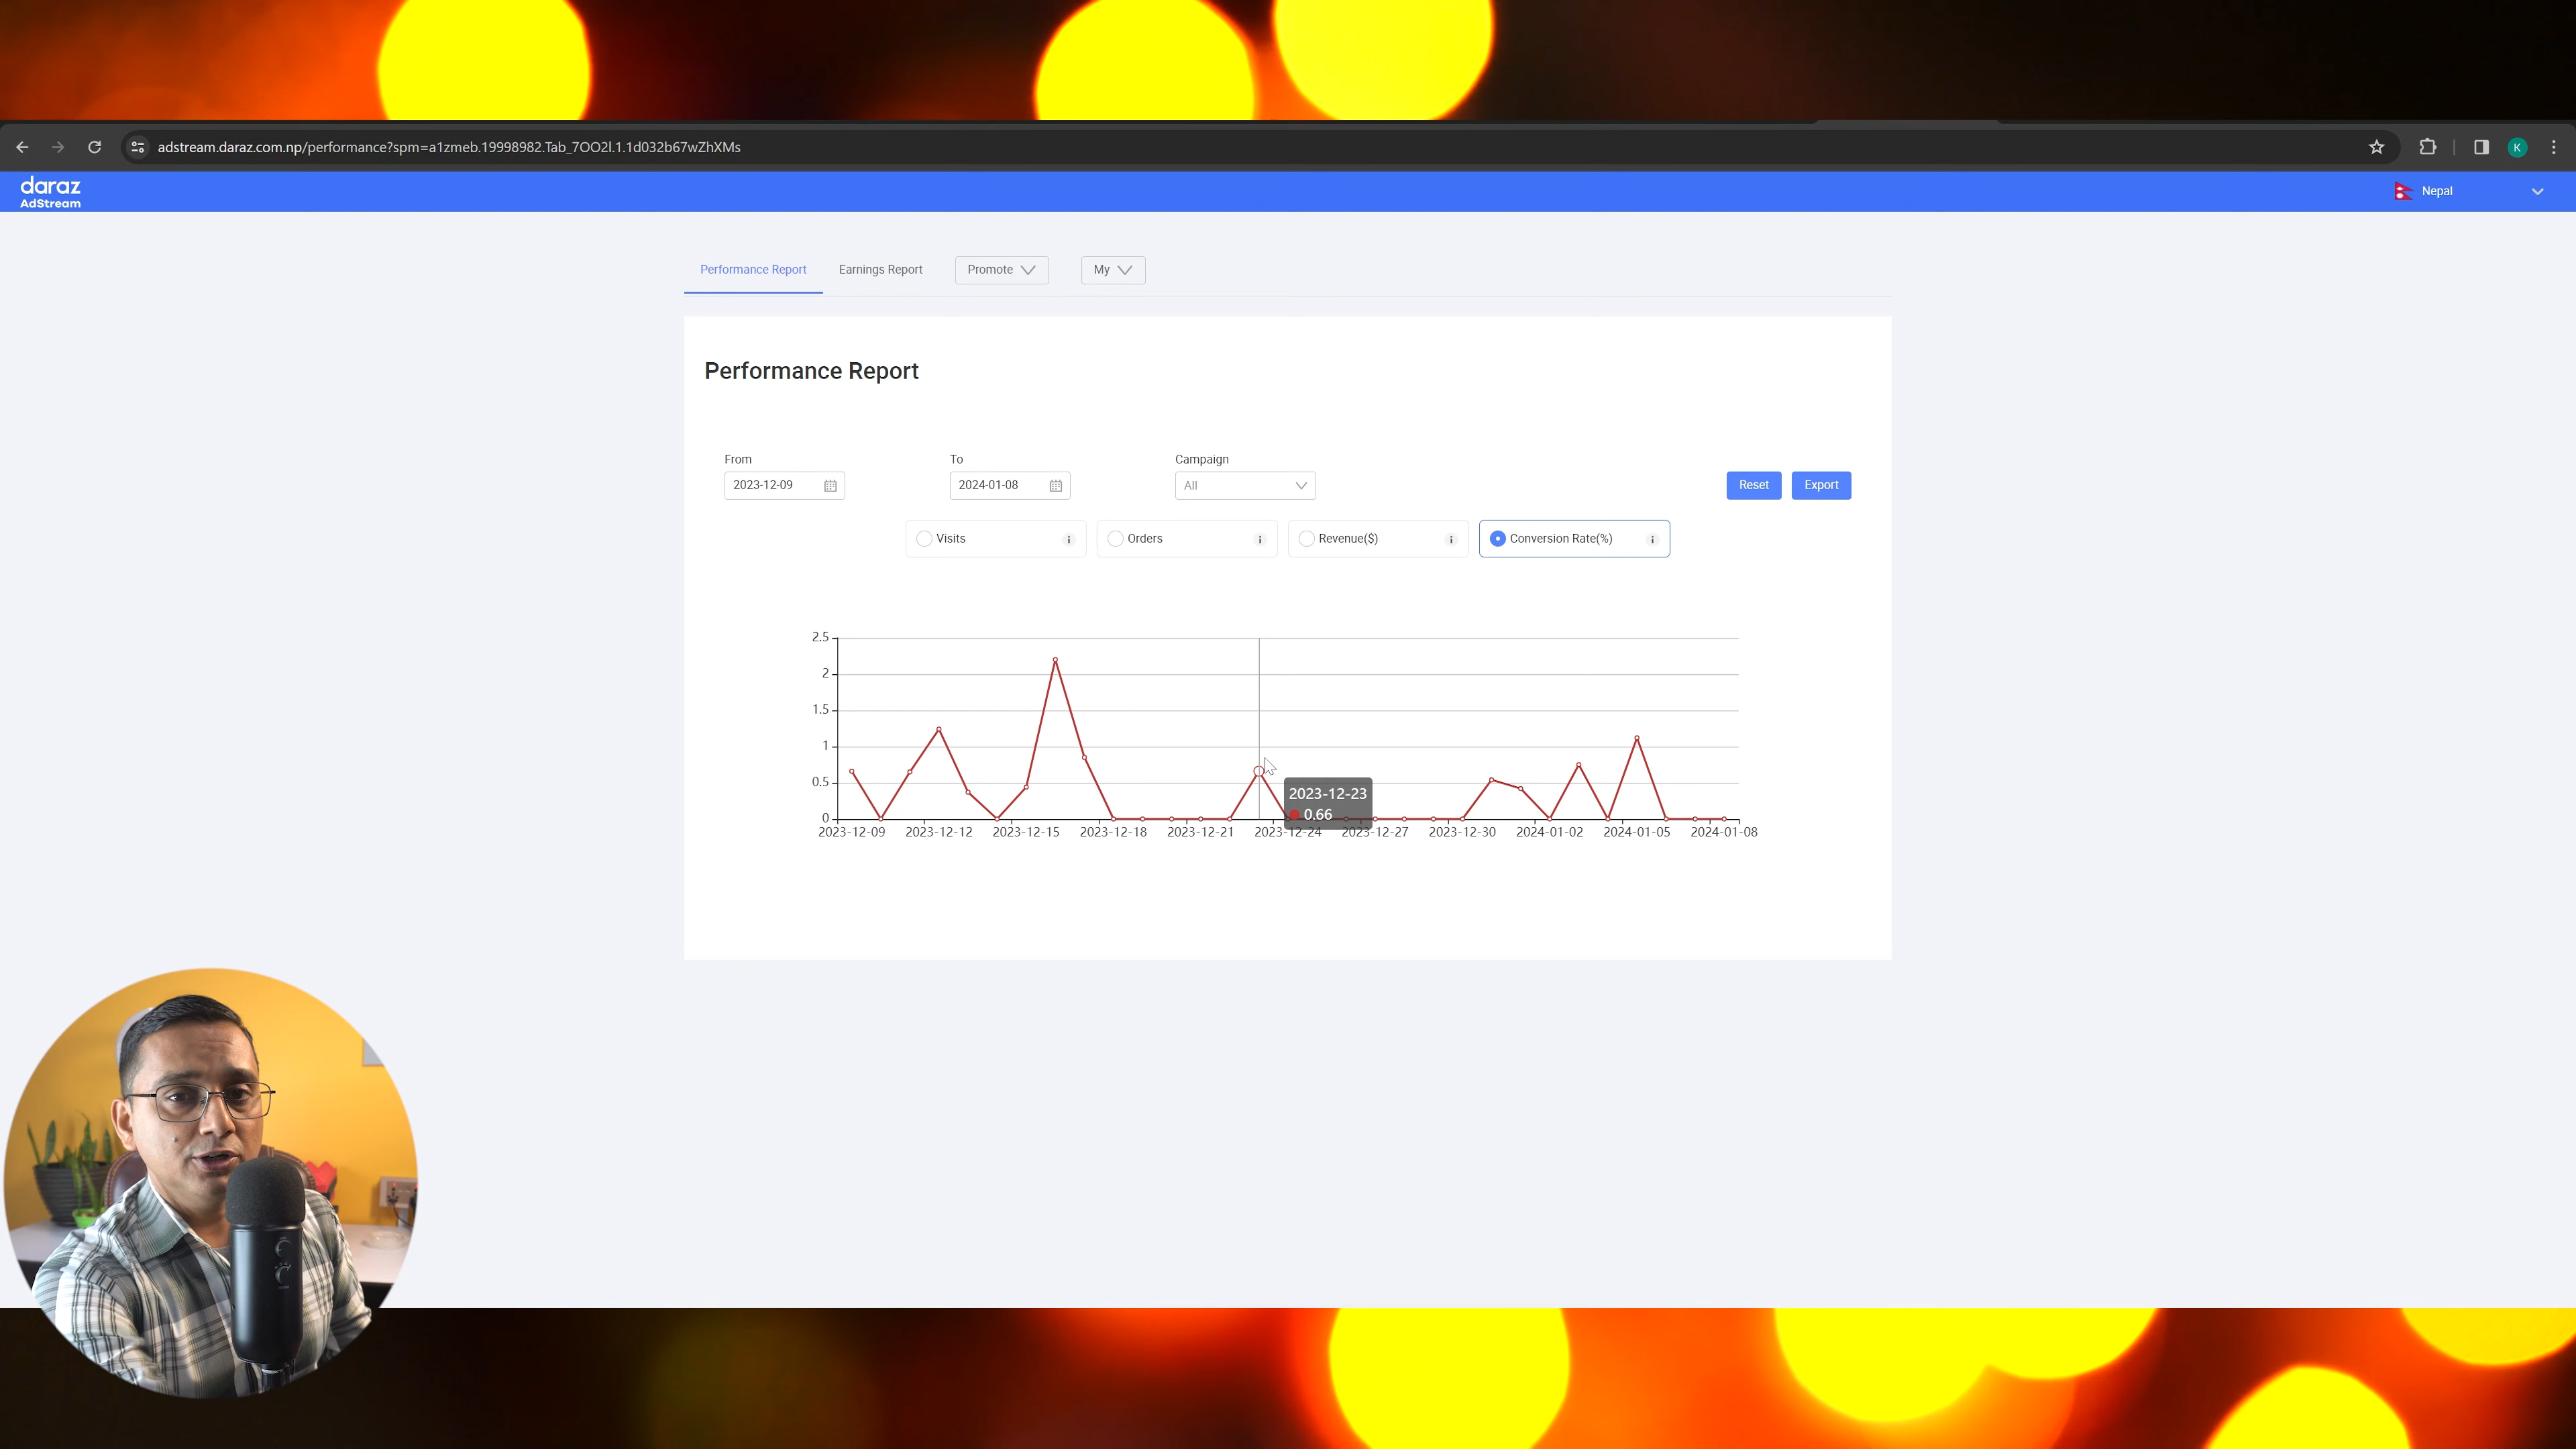 adstream.daraz.com.np/performance?spm=a1zmeb.19998982.Tab_7OO2l.1.1d032b67wZhXMs
K
daraz
AdStream
Nepal
Performance Report
Earnings Report
Promote
My
Performance Report
From
To
Campaign
2023-12-09
2024-01-08
All
Reset
Export
Visits
Orders
Revenue($)
Conversion Rate(%)
2.5
2
1.5
1
0.5
0
2023-12-23
0.66
2023-12-09 2023-12-12 2023-12-15 2023-12-18 2023-12-21 2023-12-24 2023-12-27 2023-12-30 2024-01-02 2024-01-05 2024-01-08